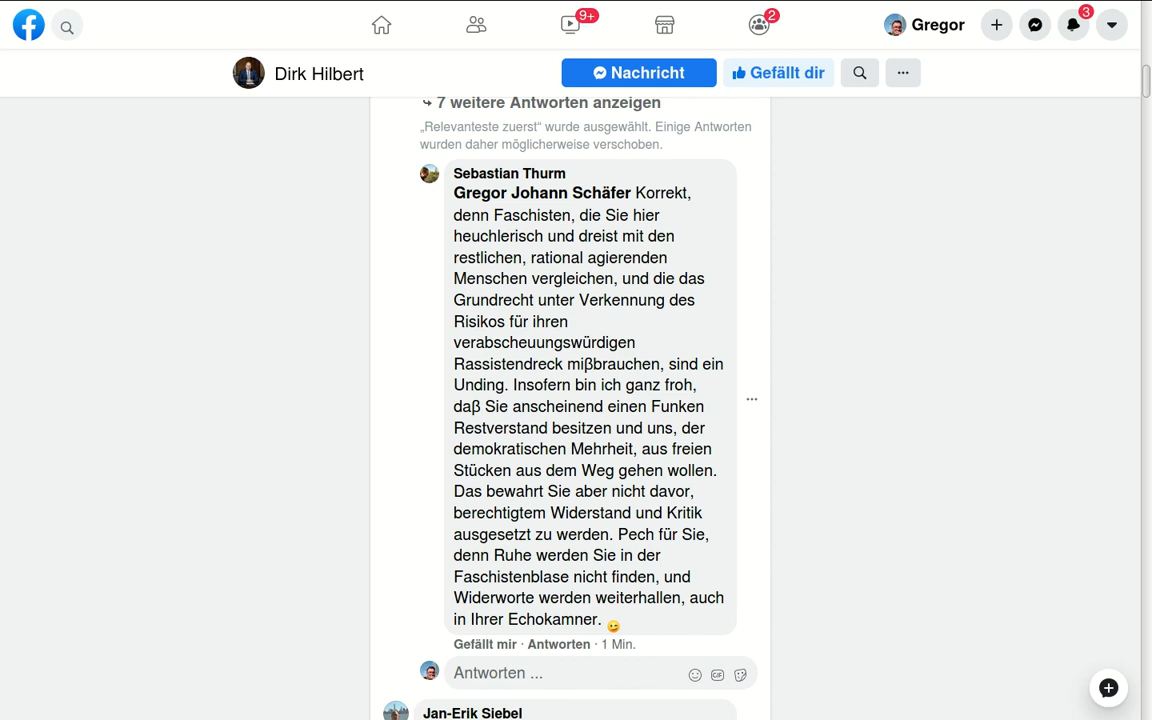 9+
2
Gregor
3
Dirk Hilbert
Nachricht
Gefällt dir
7 weitere Antworten anzeigen
„Relevanteste zuerst“ wurde ausgewählt. Einige Antworten
wurden daher möglicherweise verschoben.
Sebastian Thurm
Gregor Johann Schäfer Korrekt,
denn Faschisten, die Sie hier
heuchlerisch und dreist mit den
restlichen, rational agierenden
Menschen vergleichen, und die das
Grundrecht unter Verkennung des
Risikos für ihren
verabscheuungswürdigen
Rassistendreck mißbrauchen, sind ein
Unding. Insofern bin ich ganz froh,
daß Sie anscheinend einen Funken
Restverstand besitzen und uns, der
demokratischen Mehrheit, aus freien
Stücken aus dem Weg gehen wollen.
Das bewahrt Sie aber nicht davor,
berechtigtem Widerstand und Kritik
ausgesetzt zu werden. Pech für Sie,
denn Ruhe werden Sie in der
Faschistenblase nicht finden, und
Widerworte werden weiterhallen, auch
in Ihrer Echokamner.
Gefällt mir · Antworten · 1 Min.
Antworten ...
GIF
Jan-Erik Siebel